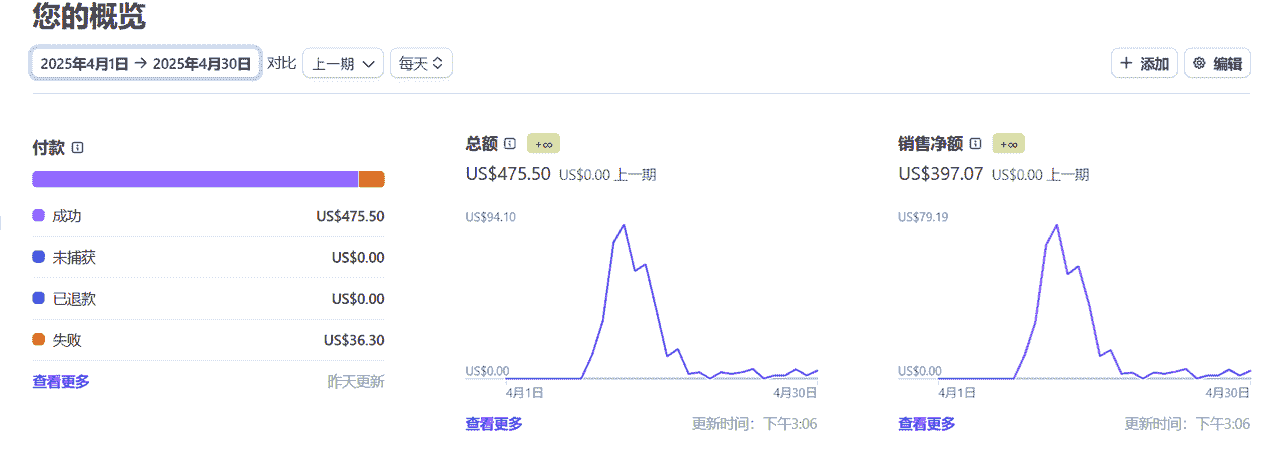 您的概览
2025年4月1日 → 2025年4月30日 对比 上一期 每天
+ 添加 编辑
付款
成功 US$475.50
未捕获 US$0.00
已退款 US$0.00
失败 US$36.30
查看更多 昨天更新
总额 +∞
US$475.50 US$0.00 上一期
US$94.10
US$0.00
4月1日 4月30日
查看更多 更新时间：下午3:06
销售净额 +∞
US$397.07 US$0.00 上一期
US$79.19
US$0.00
4月1日 4月30日
查看更多 更新时间：下午3:06